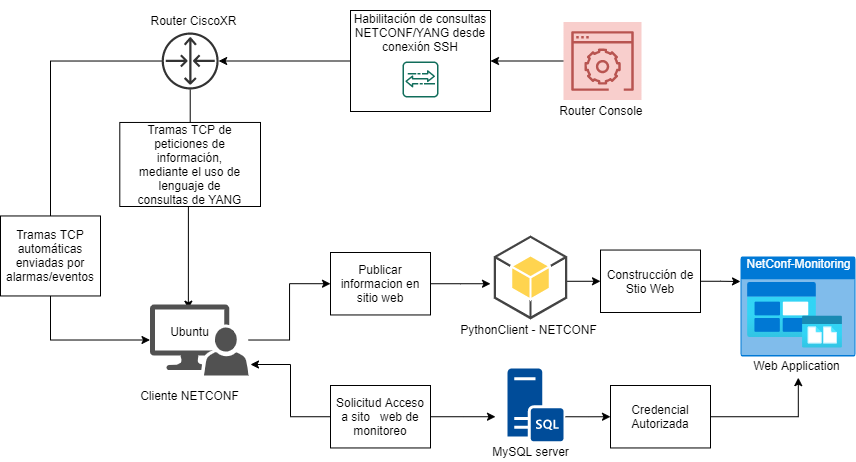 Router CiscoXR
Habilitación de consultas
NETCONF/YANG desde
conexión SSH
Router Console
Tramas TCP de
peticiones de
información,
mediante el uso de
lenguaje de
consultas de YANG
Tramas TCP
automáticas
enviadas por
alarmas/eventos
Publicar
informacion en
sitio web
PythonClient - NETCONF
Construcción de
Stio Web
NetConf-Monitoring
Web Application
Ubuntu
Cliente NETCONF
Solicitud Acceso
a sito web de
monitoreo
SQL
MySQL server
Credencial
Autorizada